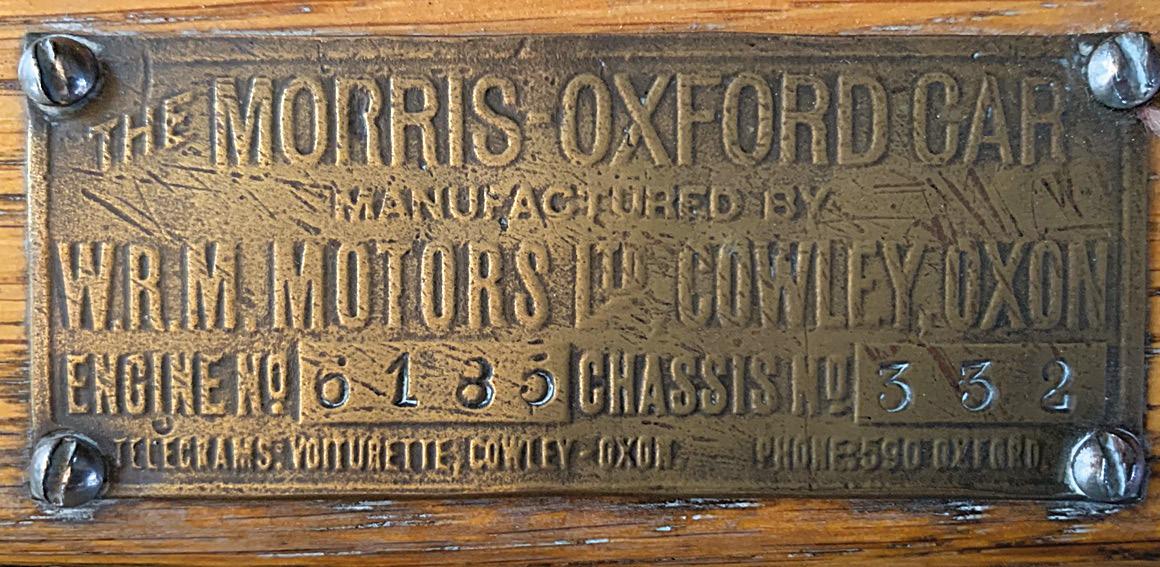 THE MORRIS-OXFORD CAR
MANUFACTURED BY
W.R.M. MOTORS LTD COWLEY, OXON
ENGINE NO 6185 CHASSIS NO 332
TELEGRAMS: VOITURETTE, COWLEY-OXON. PHONE: 590 OXFORD.